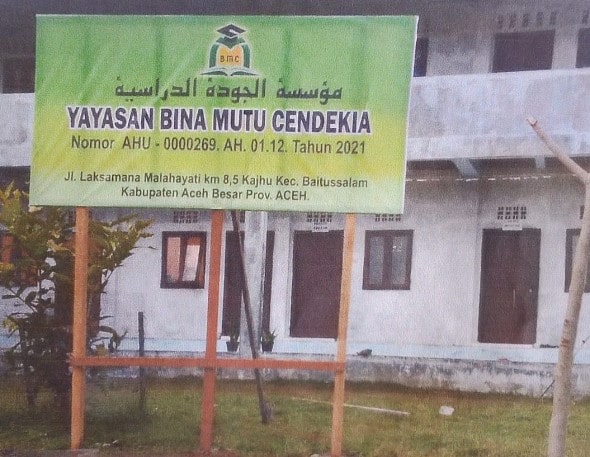 BMC
مؤسسة الجودة الدراسية
YAYASAN BINA MUTU CENDEKIA
Nomor AHU - 0000269. AH. 01.12. Tahun 2021
Jl. Laksamana Malahayati km 8,5 Kajhu Kec. Baitussalam
Kabupaten Aceh Besar Prov. ACEH.